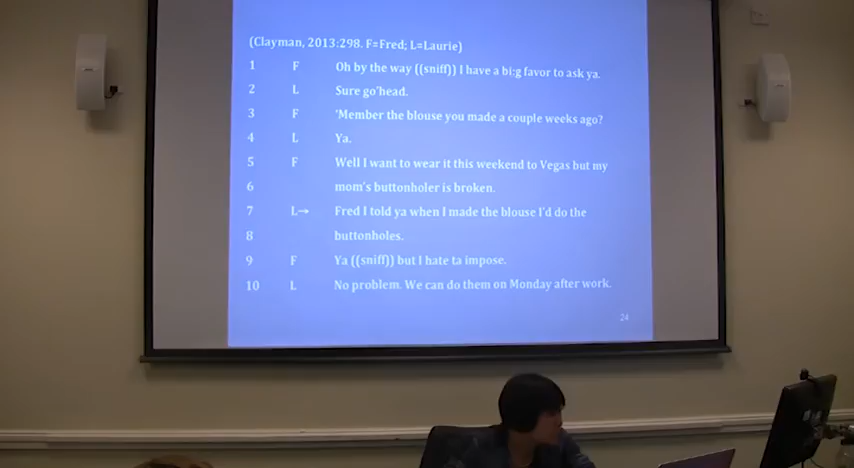 (Clayman, 2013:298. F=Fred; L=Laurie)
1 F Oh by the way ((sniff)) I have a bi:g favor to ask ya.
2 L Sure go'head.
3 F 'Member the blouse you made a couple weeks ago?
4 L Ya.
5 F Well I want to wear it this weekend to Vegas but my
6 mom's buttonholer is broken.
7 L→ Fred I told ya when I made the blouse I'd do the
8 buttonholes.
9 F Ya ((sniff)) but I hate ta impose.
10 L No problem. We can do them on Monday after work.
24